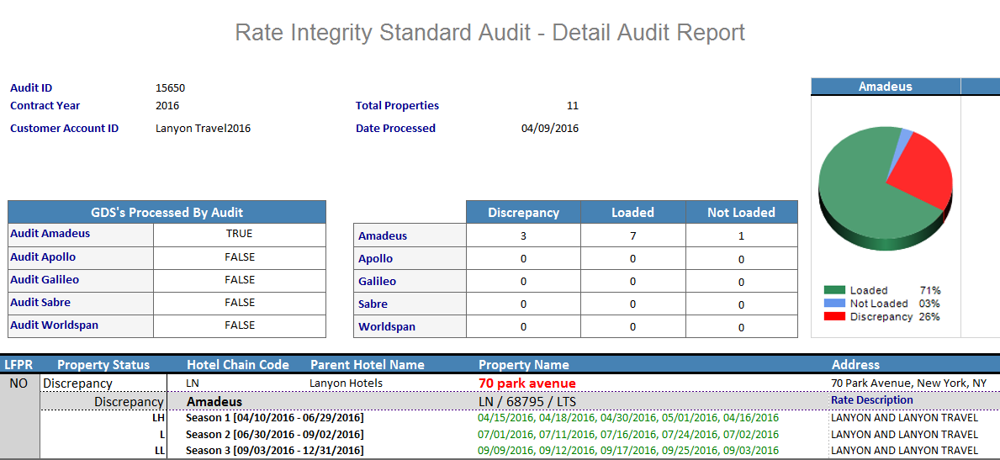 Rate Integrity Standard Audit - Detail Audit Report
Audit ID 15650
Contract Year 2016 Total Properties 11
Customer Account ID Lanyon Travel2016 Date Processed 04/09/2016
Amadeus
Loaded 71%
Not Loaded 03%
Discrepancy 26%
GDS's Processed By Audit
Audit Amadeus TRUE
Audit Apollo FALSE
Audit Galileo FALSE
Audit Sabre FALSE
Audit Worldspan FALSE
Discrepancy Loaded Not Loaded
Amadeus 3 7 1
Apollo 0 0 0
Galileo 0 0 0
Sabre 0 0 0
Worldspan 0 0 0
LFPR Property Status Hotel Chain Code Parent Hotel Name Property Name Address
NO Discrepancy LN Lanyon Hotels 70 park avenue 70 Park Avenue, New York, NY
Discrepancy Amadeus LN / 68795 / LTS Rate Description
LH Season 1 [04/10/2016 - 06/29/2016] 04/15/2016, 04/18/2016, 04/30/2016, 05/01/2016, 04/16/2016 LANYON AND LANYON TRAVEL
L Season 2 [06/30/2016 - 09/02/2016] 07/01/2016, 07/11/2016, 07/16/2016, 07/24/2016, 07/02/2016 LANYON AND LANYON TRAVEL
LL Season 3 [09/03/2016 - 12/31/2016] 09/09/2016, 09/12/2016, 09/17/2016, 09/25/2016, 09/03/2016 LANYON AND LANYON TRAVEL